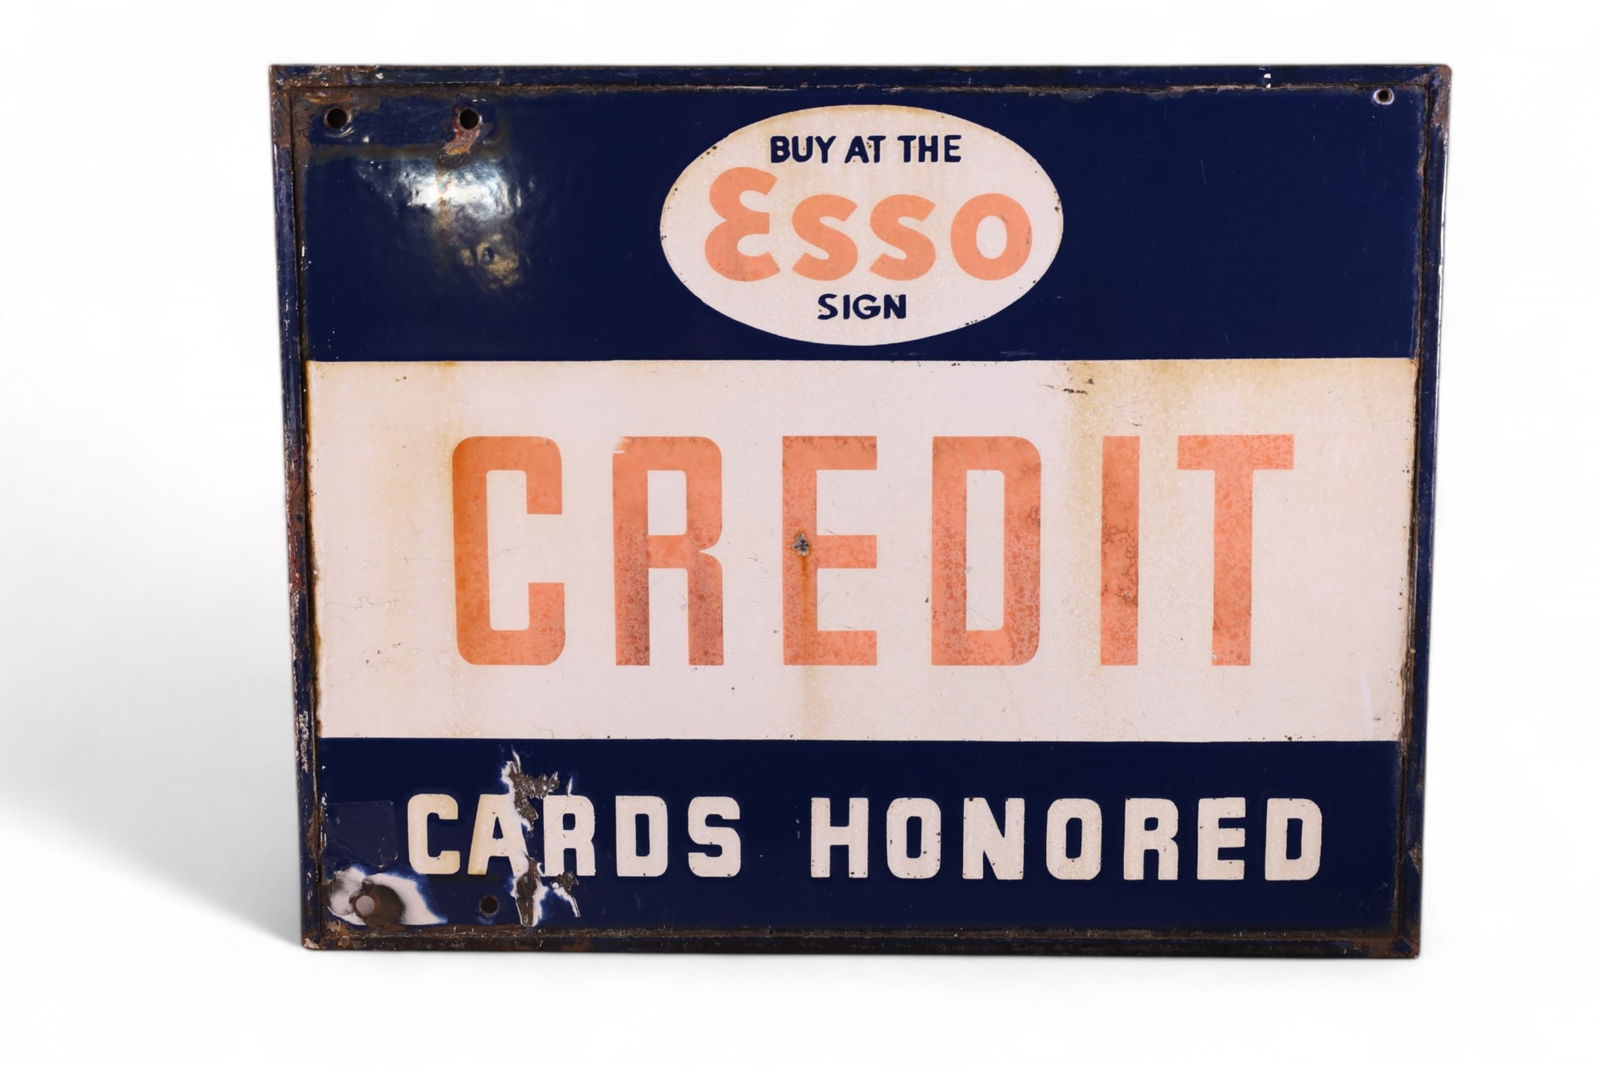 BUY AT THE
Esso
SIGN
CREDIT
CARDS HONORED